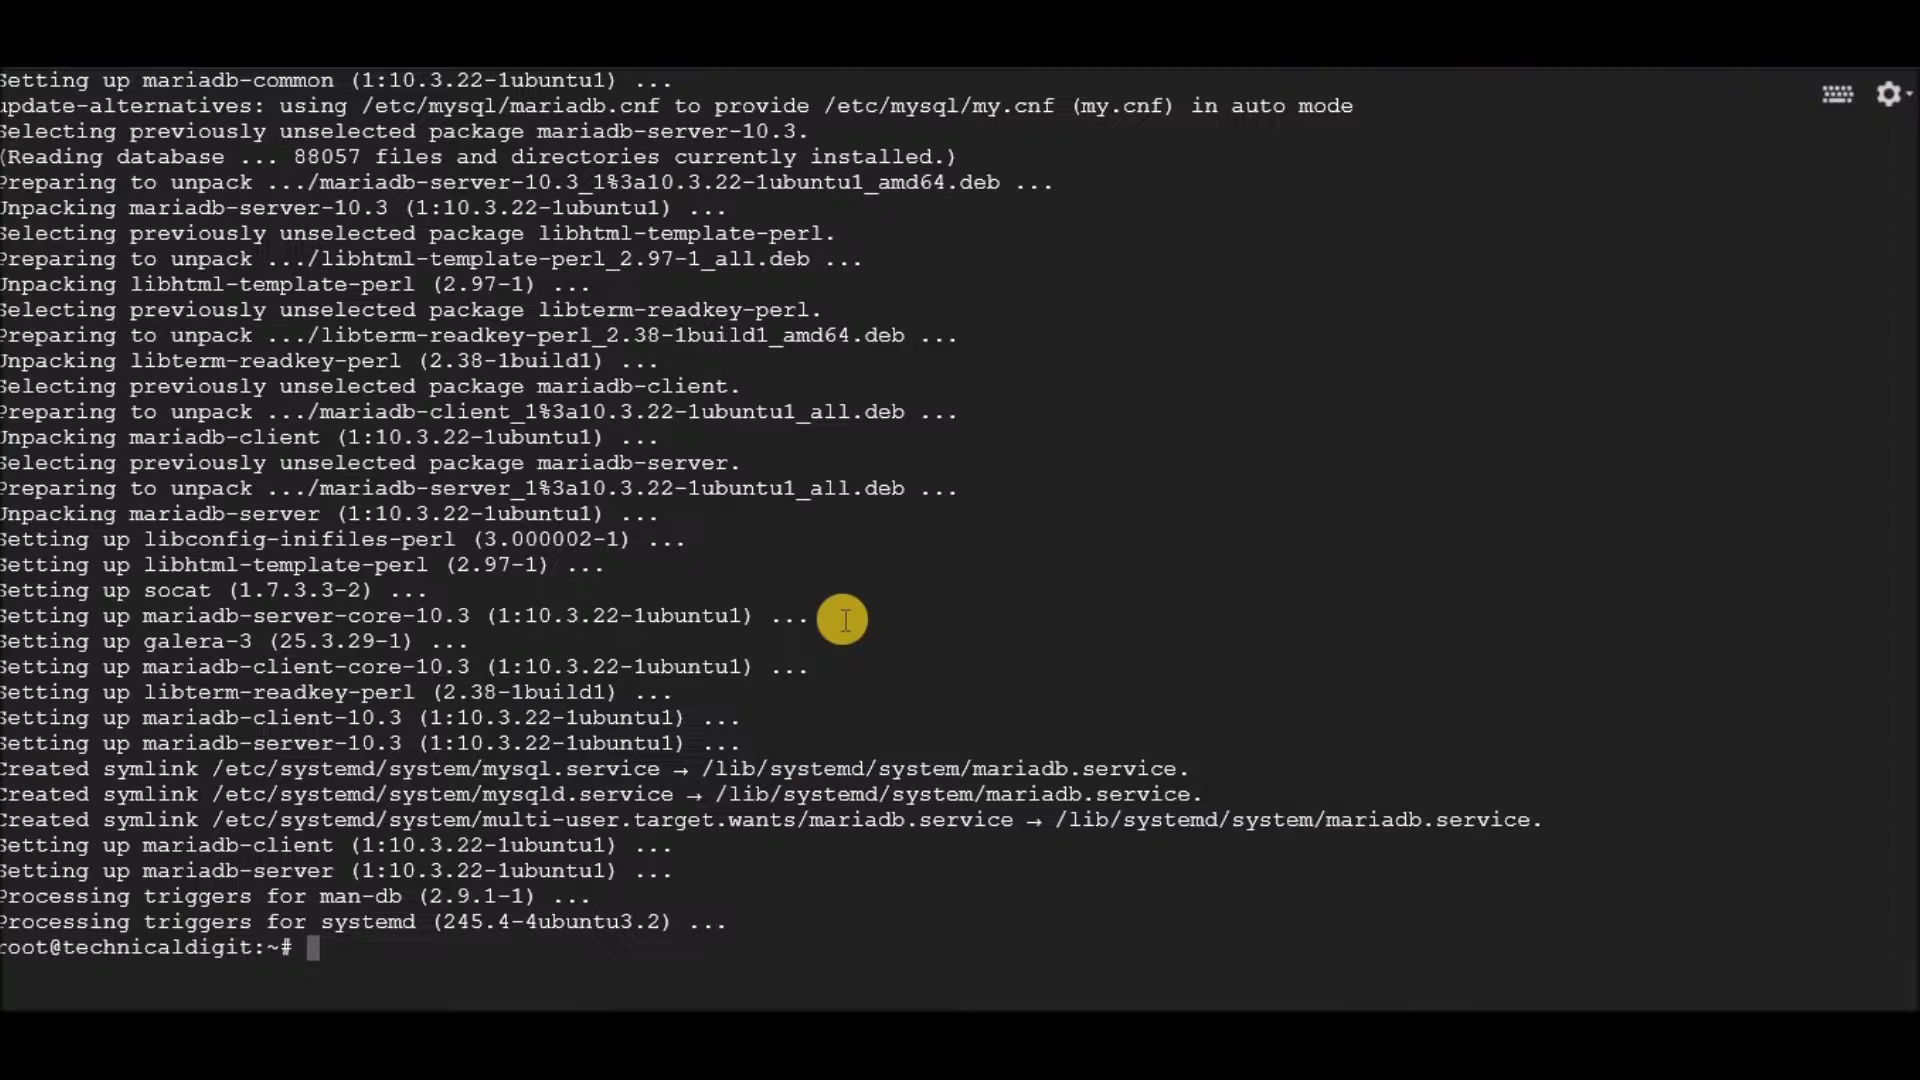 Setting up mariadb-common (1:10.3.22-1ubuntu1) ...
update-alternatives: using /etc/mysql/mariadb.cnf to provide /etc/mysql/my.cnf (my.cnf) in auto mode
Selecting previously unselected package mariadb-server-10.3.
(Reading database ... 88057 files and directories currently installed.)
Preparing to unpack .../mariadb-server-10.3_1%3a10.3.22-1ubuntu1_amd64.deb ...
Unpacking mariadb-server-10.3 (1:10.3.22-1ubuntu1) ...
Selecting previously unselected package libhtml-template-perl.
Preparing to unpack .../libhtml-template-perl_2.97-1_all.deb ...
Unpacking libhtml-template-perl (2.97-1) ...
Selecting previously unselected package libterm-readkey-perl.
Preparing to unpack .../libterm-readkey-perl_2.38-1build1_amd64.deb ...
Unpacking libterm-readkey-perl (2.38-1build1) ...
Selecting previously unselected package mariadb-client.
Preparing to unpack .../mariadb-client_1%3a10.3.22-1ubuntu1_all.deb ...
Unpacking mariadb-client (1:10.3.22-1ubuntu1) ...
Selecting previously unselected package mariadb-server.
Preparing to unpack .../mariadb-server_1%3a10.3.22-1ubuntu1_all.deb ...
Unpacking mariadb-server (1:10.3.22-1ubuntu1) ...
Setting up libconfig-inifiles-perl (3.000002-1) ...
Setting up libhtml-template-perl (2.97-1) ...
Setting up socat (1.7.3.3-2) ...
Setting up mariadb-server-core-10.3 (1:10.3.22-1ubuntu1) ...
Setting up galera-3 (25.3.29-1) ...
Setting up mariadb-client-core-10.3 (1:10.3.22-1ubuntu1) ...
Setting up libterm-readkey-perl (2.38-1build1) ...
Setting up mariadb-client-10.3 (1:10.3.22-1ubuntu1) ...
Setting up mariadb-server-10.3 (1:10.3.22-1ubuntu1) ...
Created symlink /etc/systemd/system/mysql.service → /lib/systemd/system/mariadb.service.
Created symlink /etc/systemd/system/mysqld.service → /lib/systemd/system/mariadb.service.
Created symlink /etc/systemd/system/multi-user.target.wants/mariadb.service → /lib/systemd/system/mariadb.service.
Setting up mariadb-client (1:10.3.22-1ubuntu1) ...
Setting up mariadb-server (1:10.3.22-1ubuntu1) ...
Processing triggers for man-db (2.9.1-1) ...
Processing triggers for systemd (245.4-4ubuntu3.2) ...
root@technicaldigit:~#